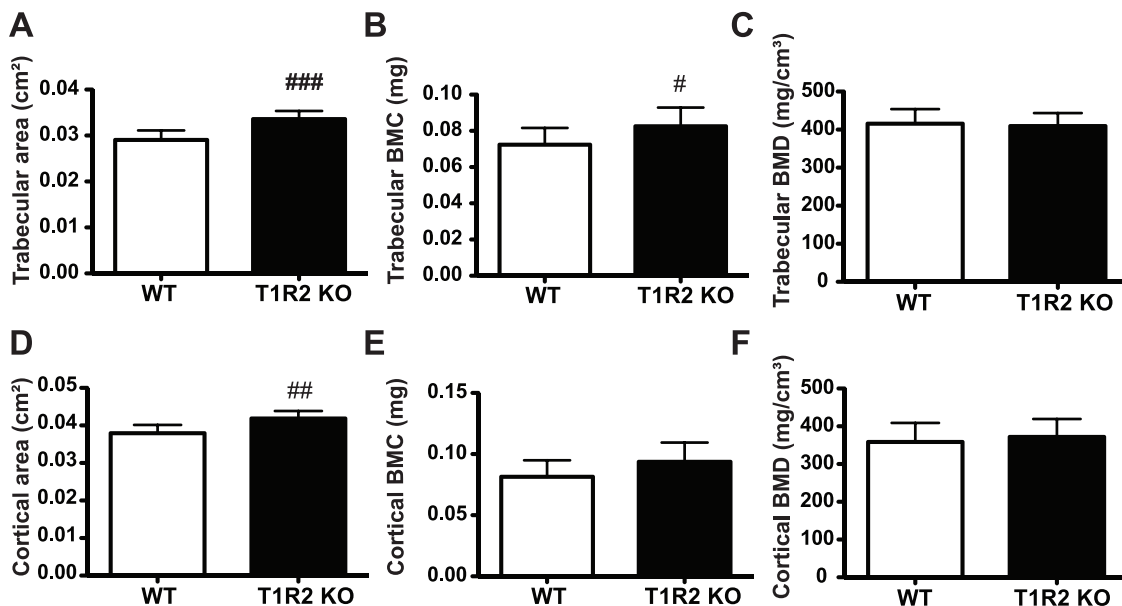 A
Trabecular area (cm²)
0.04
0.03
0.02
0.01
0.00
###
WT
T1R2 KO
B
Trabecular BMC (mg)
0.10
0.08
0.06
0.04
0.02
0.00
#
WT
T1R2 KO
C
Trabecular BMD (mg/cm³)
500
400
300
200
100
0
WT
T1R2 KO
D
Cortical area (cm²)
0.05
0.04
0.03
0.02
0.01
0.00
##
WT
T1R2 KO
E
Cortical BMC (mg)
0.15
0.10
0.05
0.00
WT
T1R2 KO
F
Cortical BMD (mg/cm³)
500
400
300
200
100
0
WT
T1R2 KO